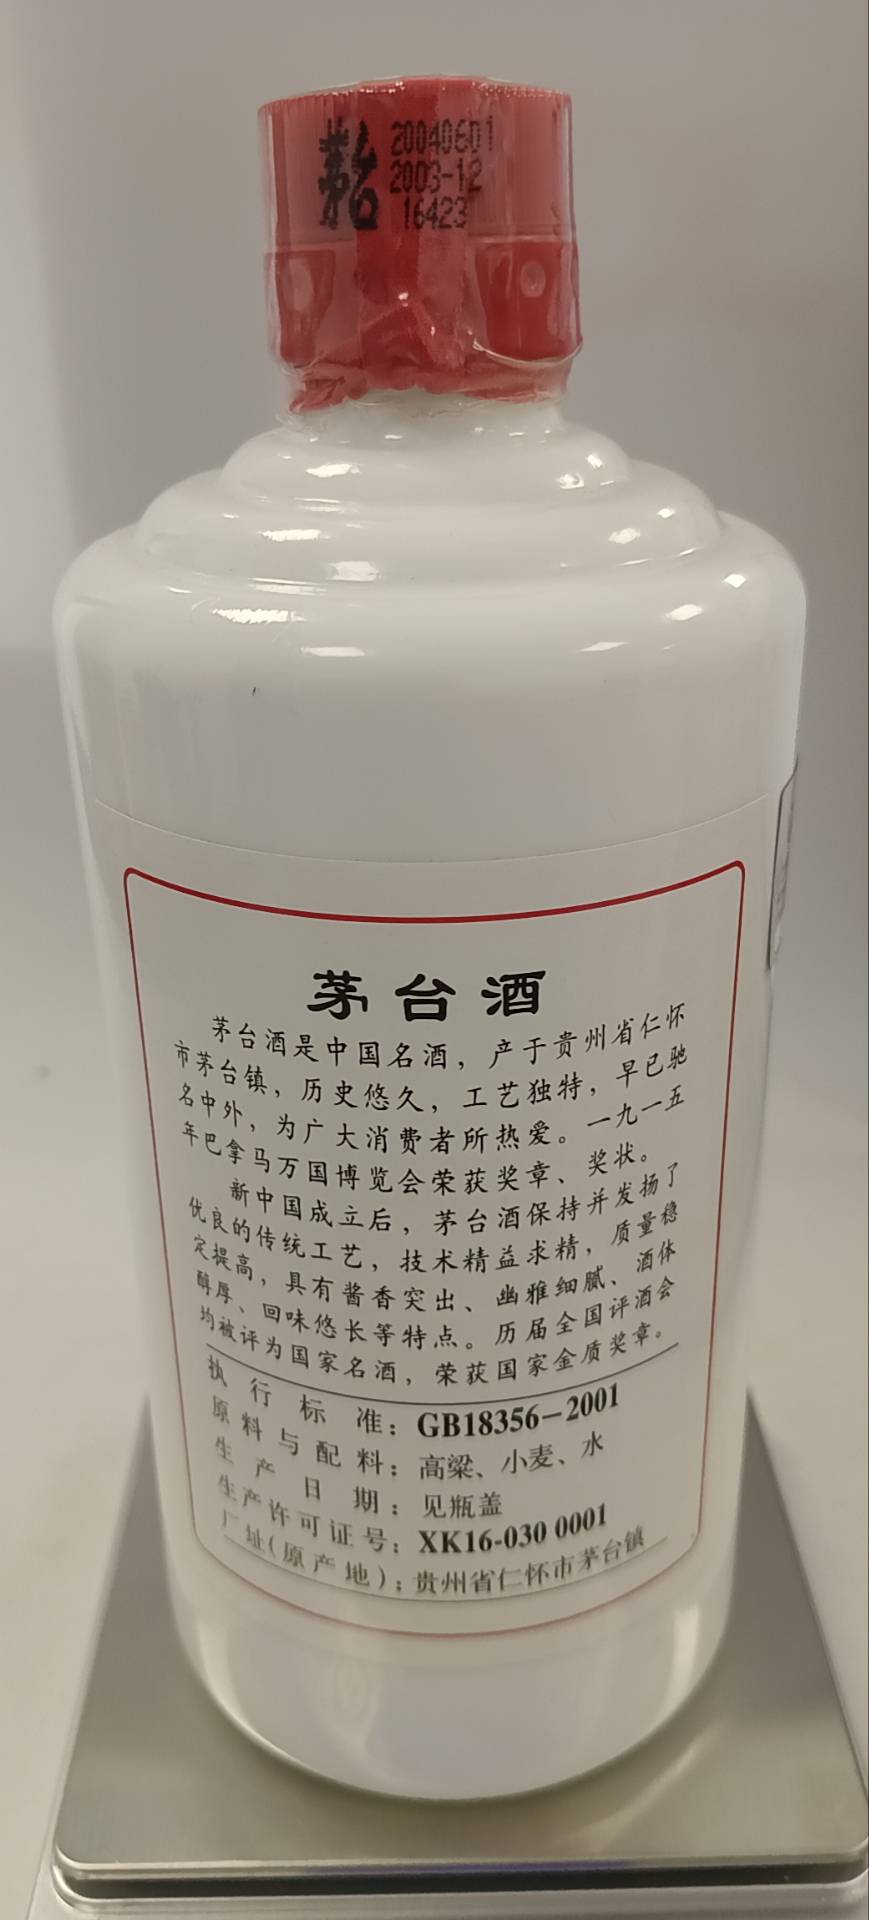 茅台 20040601
2003-12
16423
茅台酒
茅台酒是中国名酒，产于贵州省仁怀
市茅台镇，历史悠久，工艺独特，早已驰
名中外，为广大消费者所热爱。一九一五
年巴拿马万国博览会荣获奖章、奖状。
新中国成立后，茅台酒保持并发扬了
优良的传统工艺，技术精益求精，质量稳
定提高，具有酱香突出、幽雅细腻、酒体
醇厚、回味悠长等特点。历届全国评酒会
均被评为国家名酒，荣获国家金质奖章。
执行标准：GB18356-2001
原料与配料：高粱、小麦、水
生产日期：见瓶盖
生产许可证号：XK16-030 0001
厂址(原产地)：贵州省仁怀市茅台镇